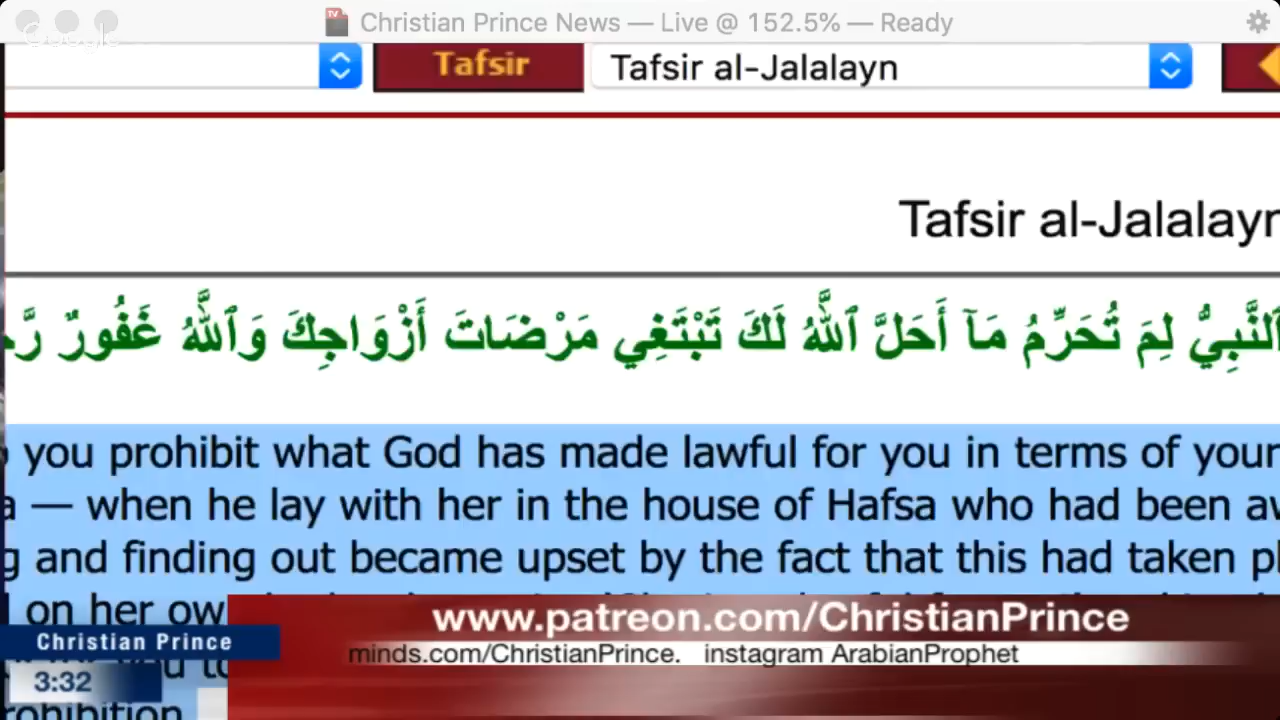 Christian Prince News — Live @ 152.5% — Ready
Google
Tafsir
Tafsir al-Jalalayn
Tafsir al-Jalalayn
ٱلنَّبِيُّ لِمَ تُحَرِّمُ مَآ أَحَلَّ ٱللَّهُ لَكَ تَبْتَغِي مَرْضَاتَ أَزْوَاجِكَ وَٱللَّهُ غَفُورٌ
you prohibit what God has made lawful for you in terms of your
— when he lay with her in the house of Hafsa who had been
and finding out became upset by the fact that this had taken
on her
www.patreon.com/ChristianPrince
Christian Prince
minds.com/ChristianPrince. instagram ArabianProphet
3:32